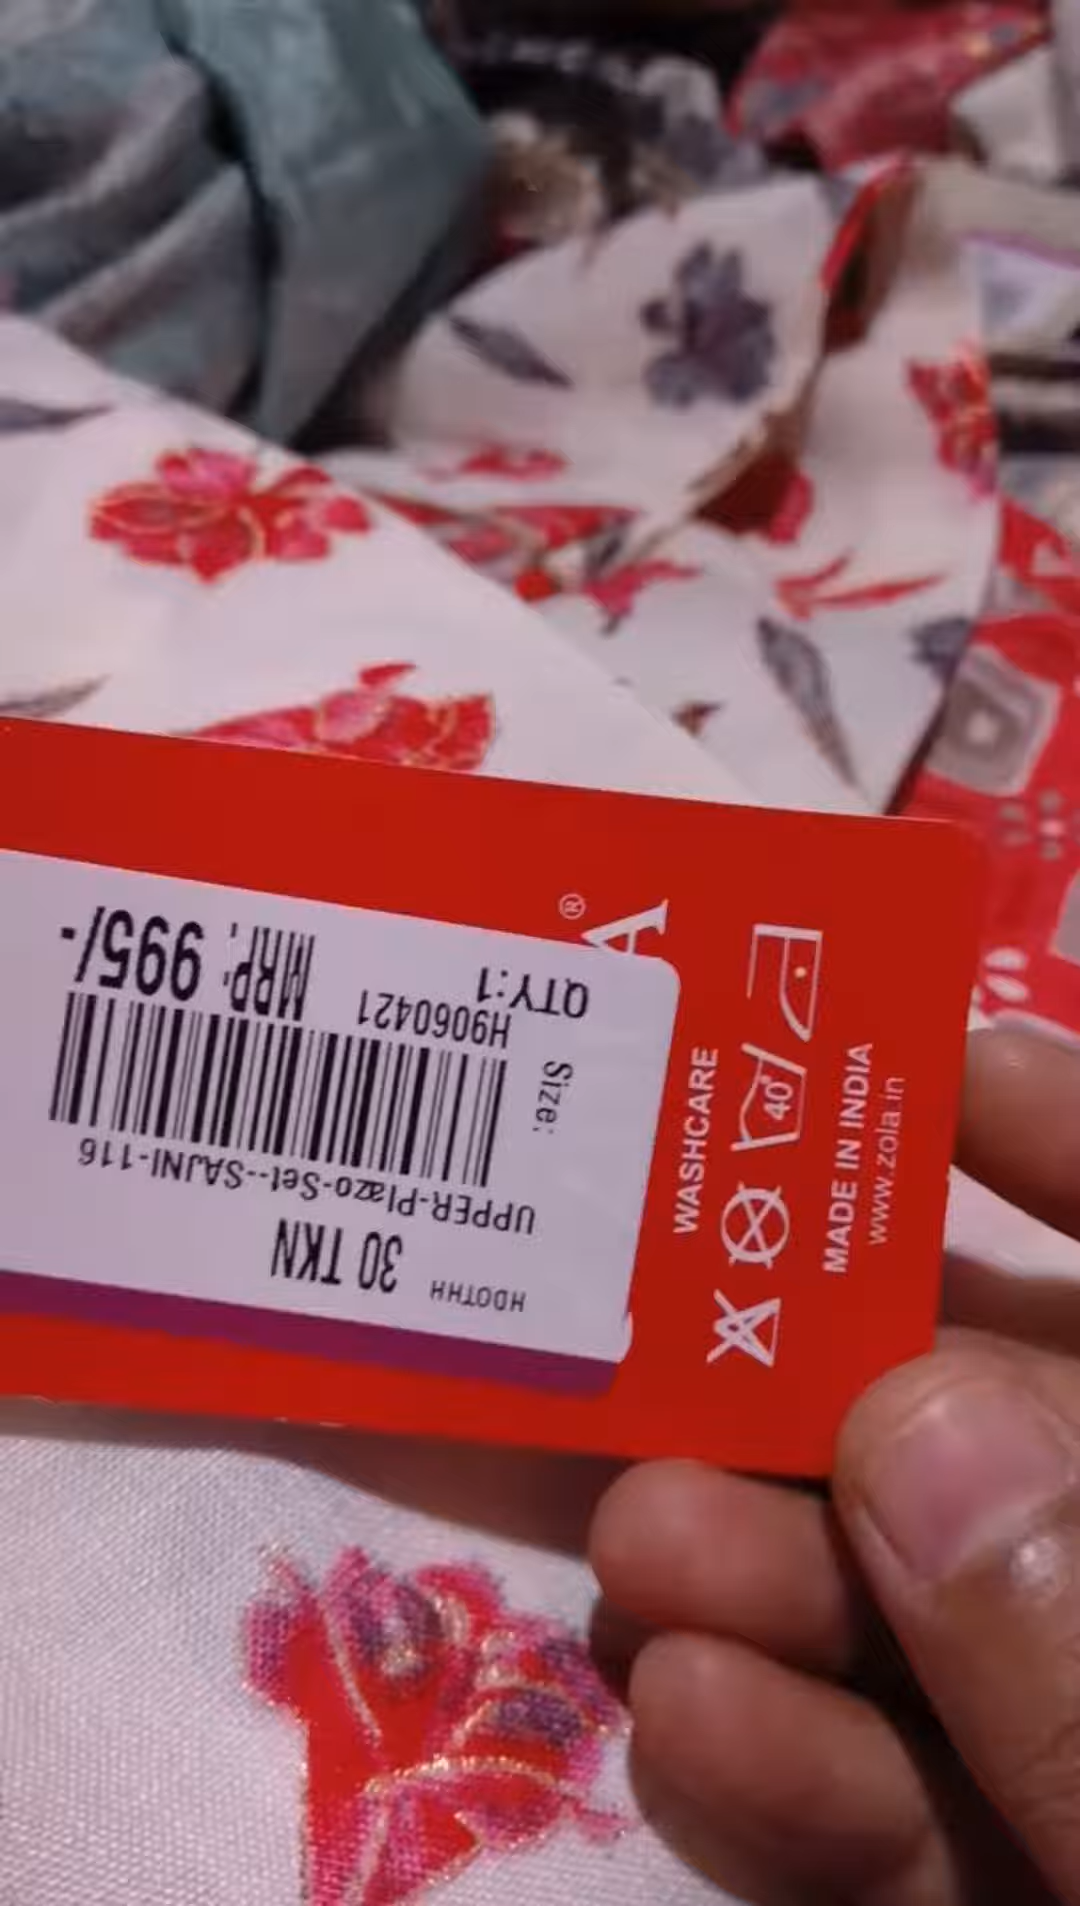 HDOTHH 30 TKN
UPPER-Plazo-Set--SAJNI-116
Size:
H9060421
QTY:1
MRP: 995/-
A®
WASHCARE
40°
MADE IN INDIA
www.zola.in